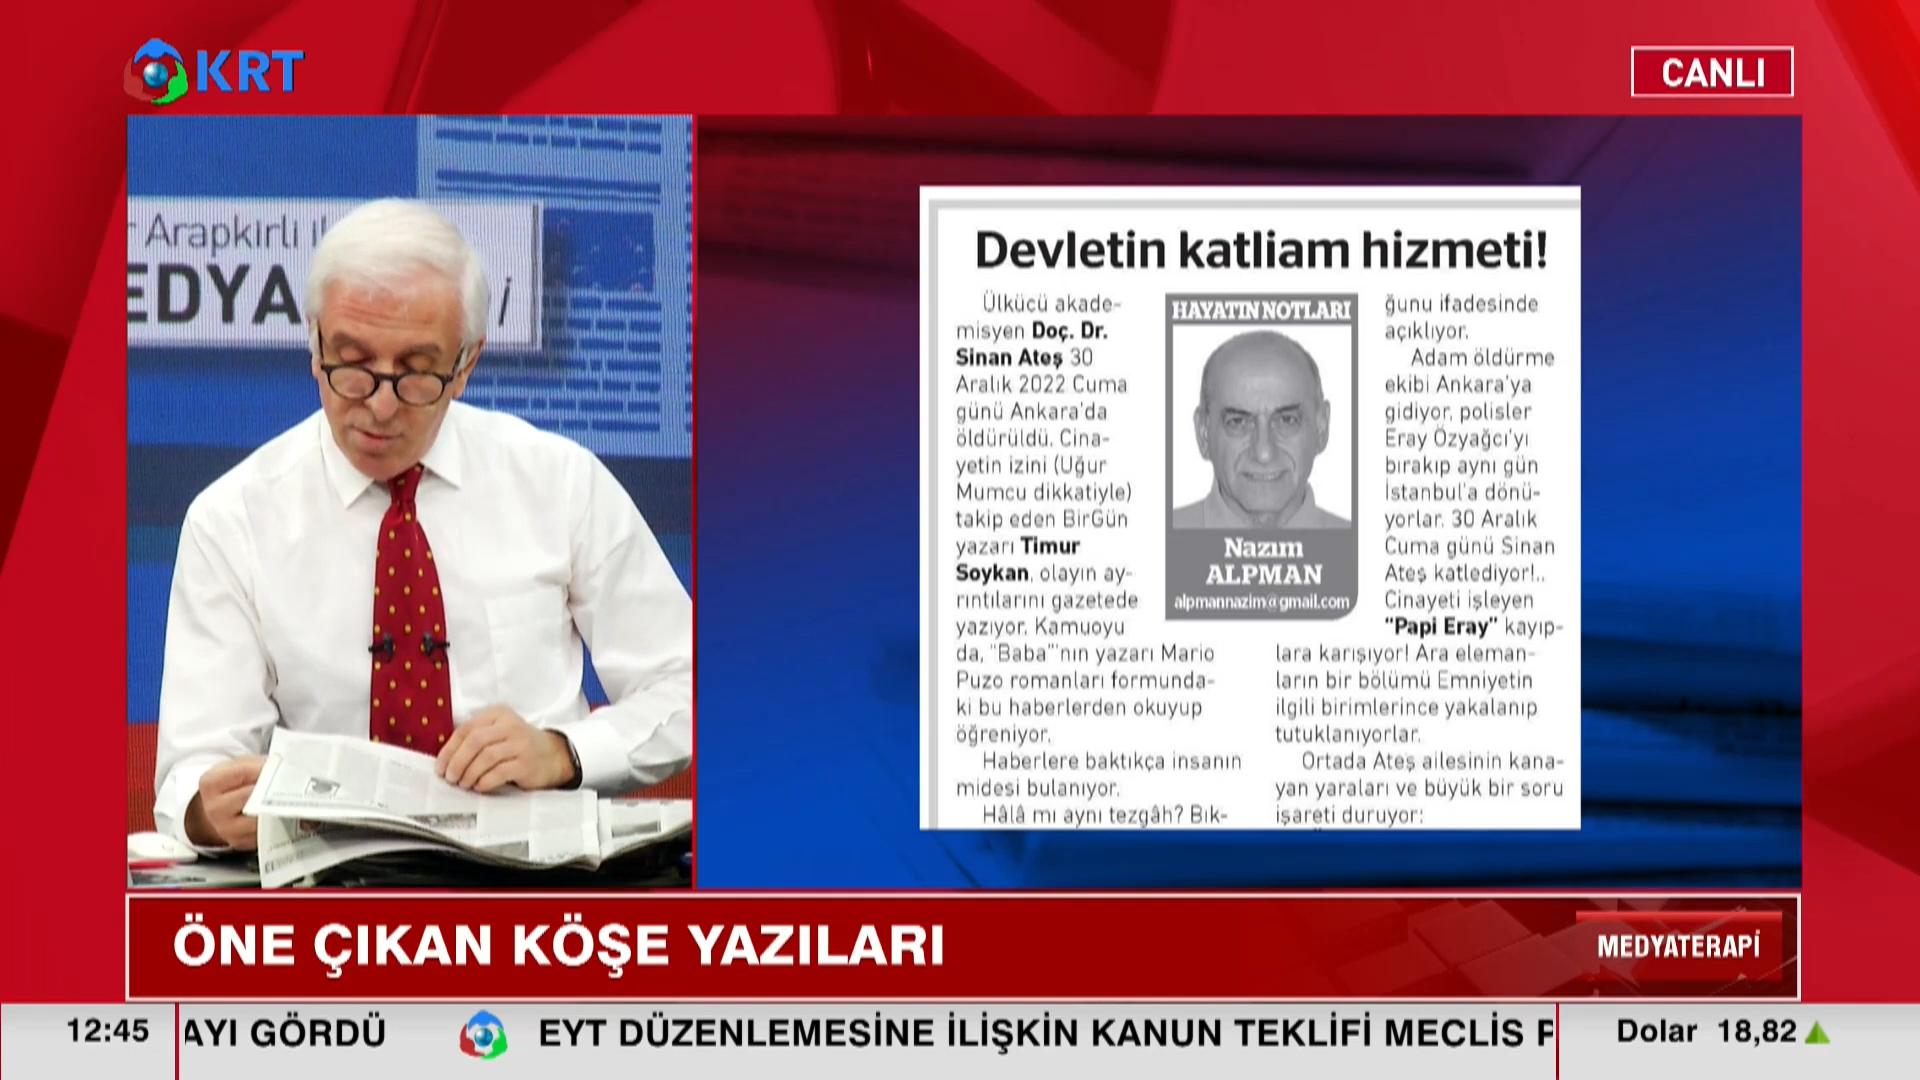 KRT
CANLI
r Arapkirli il
EDYA
i
Devletin katliam hizmeti!
Ülkücü akade-
misyen Doç. Dr.
Sinan Ateş 30
Aralık 2022 Cuma
günü Ankara'da
öldürüldü. Cina-
yetin izini (Uğur
Mumcu dikkatiyle)
takip eden BirGün
yazarı Timur
Soykan, olayın ay-
rıntılarını gazetede
yazıyor. Kamuoyu
da, "Baba"'nın yazarı Mario
Puzo romanları formunda-
ki bu haberlerden okuyup
öğreniyor.
Haberlere baktıkça insanın
midesi bulanıyor.
Hâlâ mı aynı tezgâh? Bık-
HAYATIN NOTLARI
Nazım
ALPMAN
alpmannazim@gmail.com
ğunu ifadesinde
açıklıyor.
Adam öldürme
ekibi Ankara'ya
gidiyor, polisler
Eray Özyağcı'yı
bırakıp aynı gün
İstanbul'a dönü-
yorlar. 30 Aralık
Cuma günü Sinan
Ateş katlediyor!..
Cinayeti işleyen
"Papi Eray" kayıp-
lara karışıyor! Ara eleman-
ların bir bölümü Emniyetin
ilgili birimlerince yakalanıp
tutuklanıyorlar.
Ortada Ateş ailesinin kana-
yan yaraları ve büyük bir soru
işareti duruyor:
ÖNE ÇIKAN KÖŞE YAZILARI
MEDYATERAPİ
12:45
AYI GÖRDÜ
EYT DÜZENLEMESİNE İLİŞKİN KANUN TEKLİFİ MECLİS P
Dolar 18,82